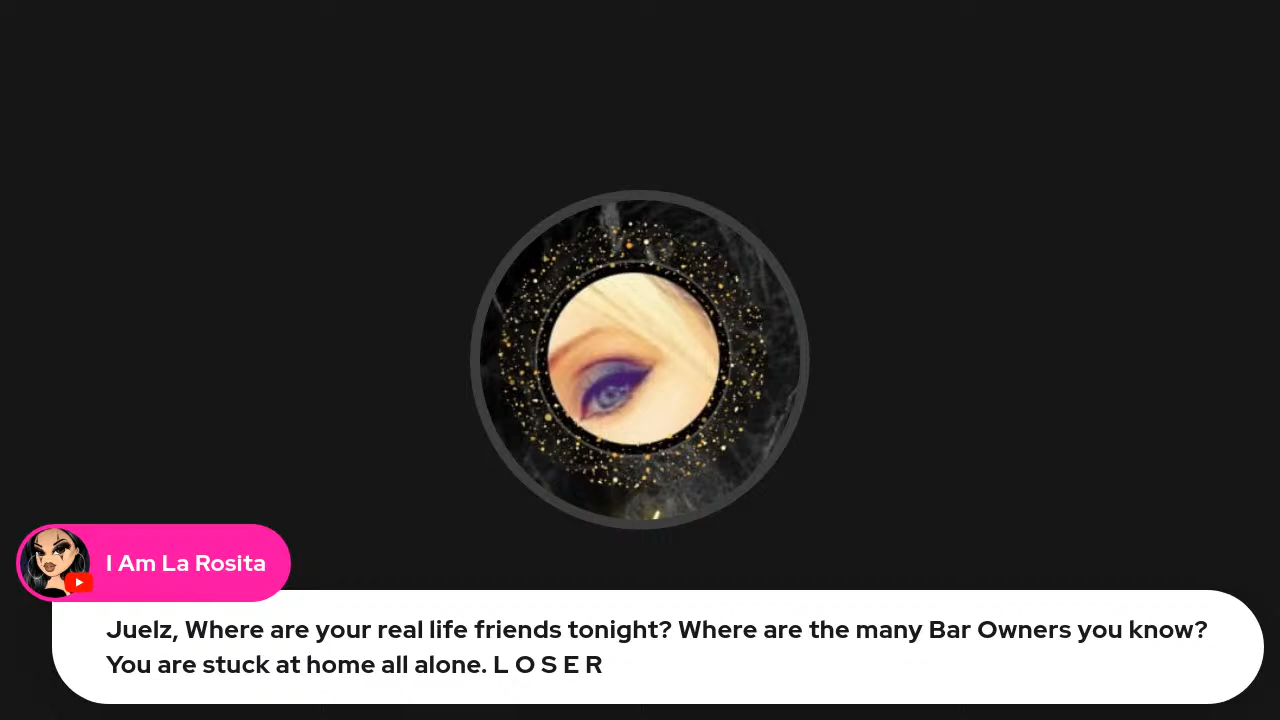 I Am La Rosita
Juelz, Where are your real life friends tonight? Where are the many Bar Owners you know?
You are stuck at home all alone. L O S E R